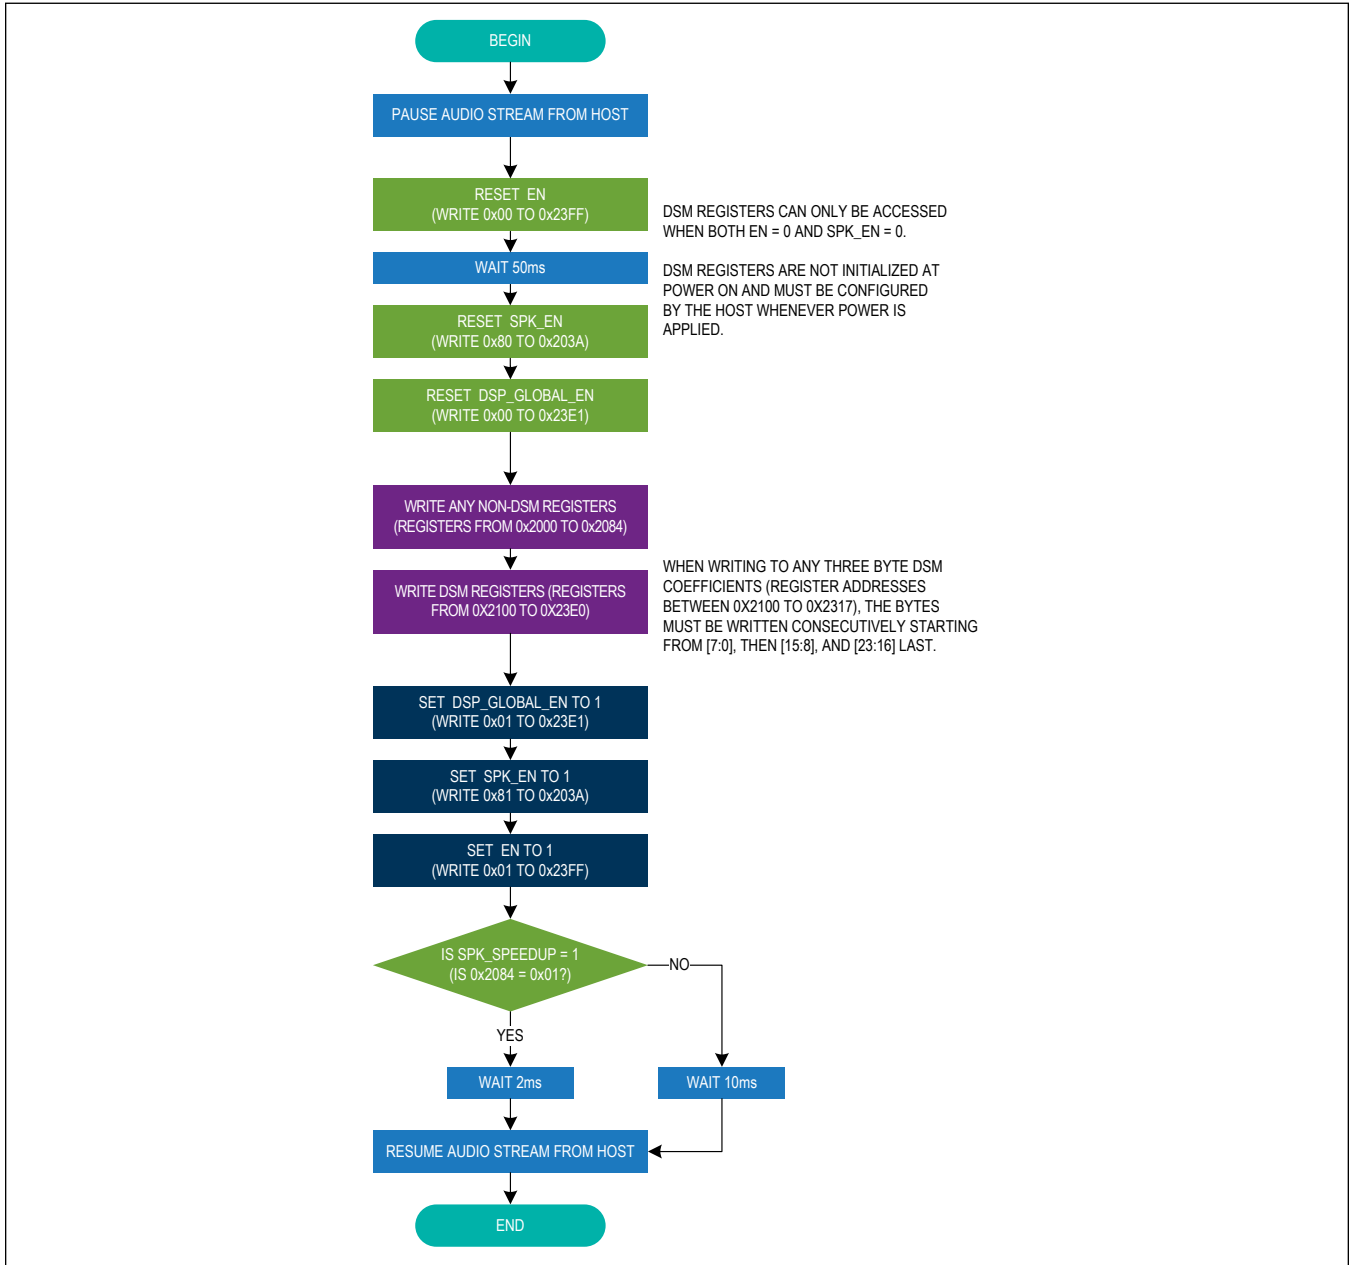 BEGIN
PAUSE AUDIO STREAM FROM HOST
RESET EN
(WRITE 0x00 TO 0x23FF)
DSM REGISTERS CAN ONLY BE ACCESSED
WHEN BOTH EN = 0 AND SPK_EN = 0.
WAIT 50ms
DSM REGISTERS ARE NOT INITIALIZED AT
POWER ON AND MUST BE CONFIGURED
BY THE HOST WHENEVER POWER IS
APPLIED.
RESET SPK_EN
(WRITE 0x80 TO 0x203A)
RESET DSP_GLOBAL_EN
(WRITE 0x00 TO 0x23E1)
WRITE ANY NON-DSM REGISTERS
(REGISTERS FROM 0x2000 TO 0x2084)
WRITE DSM REGISTERS (REGISTERS
FROM 0X2100 TO 0X23E0)
WHEN WRITING TO ANY THREE BYTE DSM
COEFFICIENTS (REGISTER ADDRESSES
BETWEEN 0X2100 TO 0X2317), THE BYTES
MUST BE WRITTEN CONSECUTIVELY STARTING
FROM [7:0], THEN [15:8], AND [23:16] LAST.
SET DSP_GLOBAL_EN TO 1
(WRITE 0x01 TO 0x23E1)
SET SPK_EN TO 1
(WRITE 0x81 TO 0x203A)
SET EN TO 1
(WRITE 0x01 TO 0x23FF)
IS SPK_SPEEDUP = 1
(IS 0x2084 = 0x01?)
NO
YES
WAIT 2ms
WAIT 10ms
RESUME AUDIO STREAM FROM HOST
END